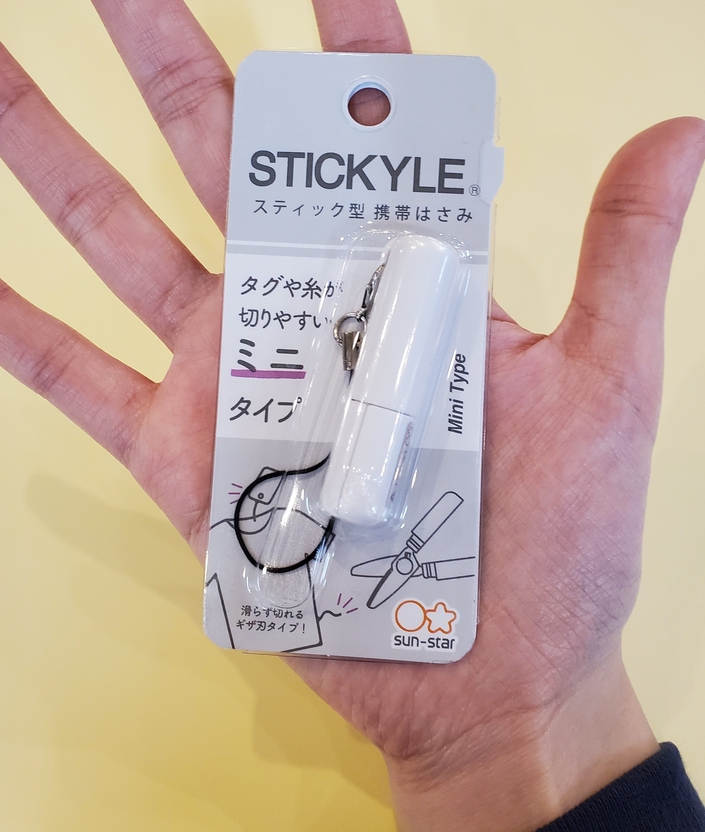 STICKYLE®
スティック型 携帯はさみ
タグや糸が
切りやすい
ミニ
タイプ
Mini Type
滑らず切れる
ギザ刃タイプ！
sun-star